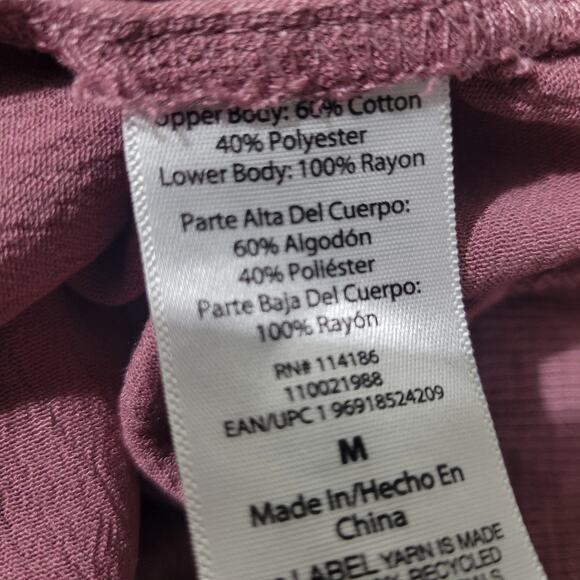 Upper Body: 60% Cotton
40% Polyester
Lower Body: 100% Rayon
Parte Alta Del Cuerpo:
60% Algodón
40% Poliéster
Parte Baja Del Cuerpo:
100% Rayón
RN# 114186
110021988
EAN/UPC 1 96918524209
M
Made In/Hecho En
China
LABEL YARN IS MADE
RECYCLED